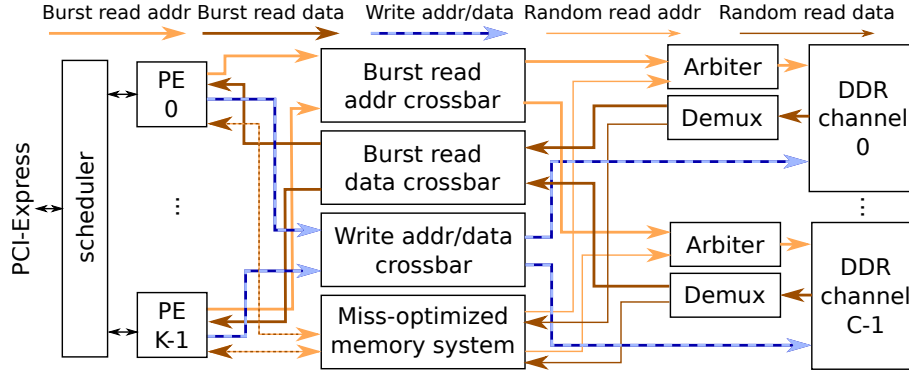 Burst read addr
Burst read data
Write addr/data
Random read addr
Random read data
PCI-Express
scheduler
PE
0
...
PE
K-1
Burst read
addr crossbar
Burst read
data crossbar
Write addr/data
crossbar
Miss-optimized
memory system
Arbiter
Demux
Arbiter
Demux
DDR
channel
0
...
DDR
channel
C-1